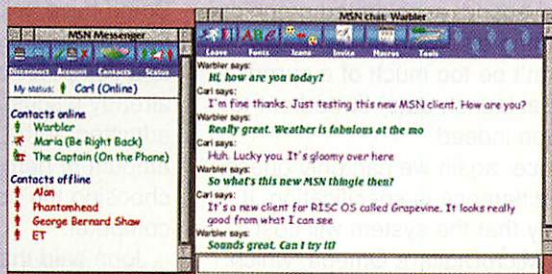 MSN Messenger
Disconnect Account Contacts Status
My status: Carl (Online)
Contacts online
Warbler
Maria (Be Right Back)
The Captain (On the Phone)
Contacts offline
Alan
Phantomhead
George Bernard Shaw
ET
MSN chat: Warbler
Leave Fonts Icons Invite Macros Tools
Warbler says:
Hi, how are you today?
Carl says:
I'm fine thanks. Just testing this new MSN client. How are you?
Warbler says:
Really great. Weather is fabulous at the mo
Carl says:
Huh. Lucky you. It's gloomy over here
Warbler says:
So what's this new MSN thingie then?
Carl says:
It's a new client for RISC OS called Grapevine. It looks really
good from what I can see
Warbler says:
Sounds great. Can I try it?